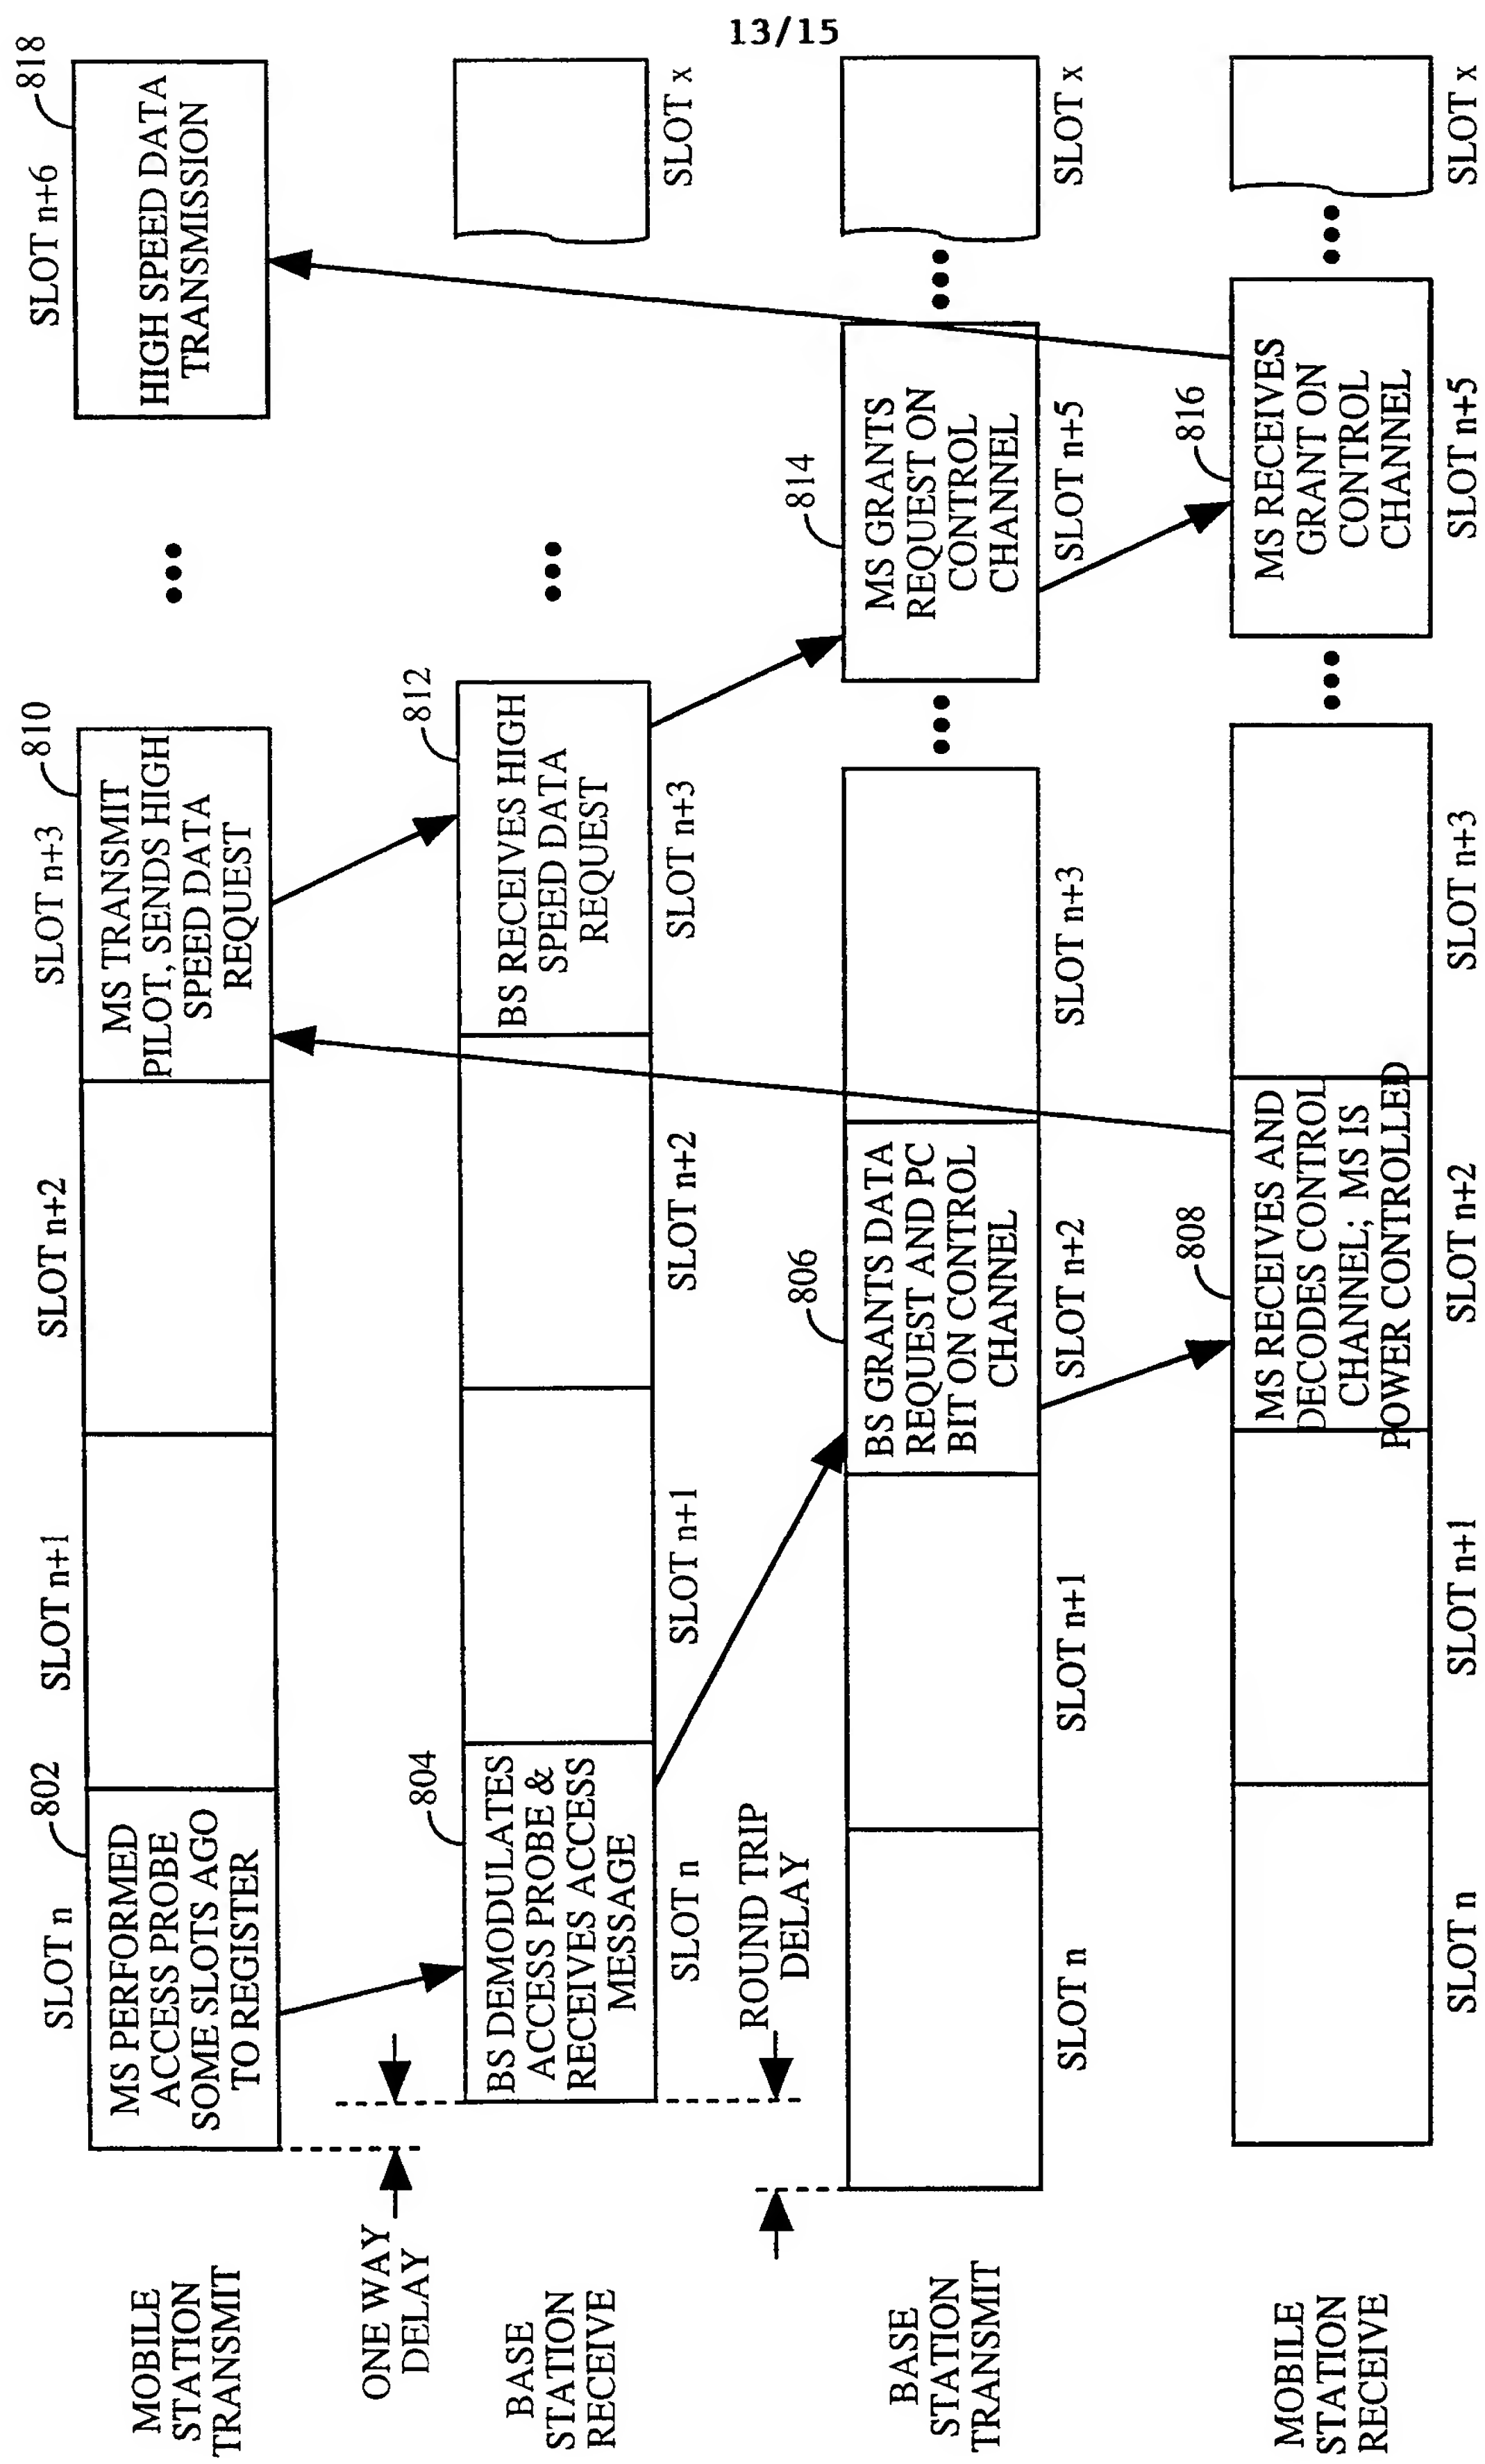 13/15
MOBILE
STATION
TRANSMIT
SLOT n
802
MS PERFORMED
ACCESS PROBE
SOME SLOTS AGO
TO REGISTER
SLOT n+1
SLOT n+2
SLOT n+3
810
MS TRANSMIT
PILOT, SENDS HIGH
SPEED DATA
REQUEST
•••
SLOT n+6
818
HIGH SPEED DATA
TRANSMISSION
ONE WAY
DELAY
BASE
STATION
RECEIVE
804
BS DEMODULATES
ACCESS PROBE &
RECEIVES ACCESS
MESSAGE
SLOT n
SLOT n+1
SLOT n+2
812
BS RECEIVES HIGH
SPEED DATA
REQUEST
SLOT n+3
•••
SLOT x
ROUND TRIP
DELAY
BASE
STATION
TRANSMIT
SLOT n
SLOT n+1
806
BS GRANTS DATA
REQUEST AND PC
BIT ON CONTROL
CHANNEL
SLOT n+2
SLOT n+3
•••
814
MS GRANTS
REQUEST ON
CONTROL
CHANNEL
SLOT n+5
•••
SLOT x
MOBILE
STATION
RECEIVE
SLOT n
SLOT n+1
808
MS RECEIVES AND
DECODES CONTROL
CHANNEL; MS IS
POWER CONTROLLED
SLOT n+2
SLOT n+3
•••
816
MS RECEIVES
GRANT ON
CONTROL
CHANNEL
SLOT n+5
•••
SLOT x